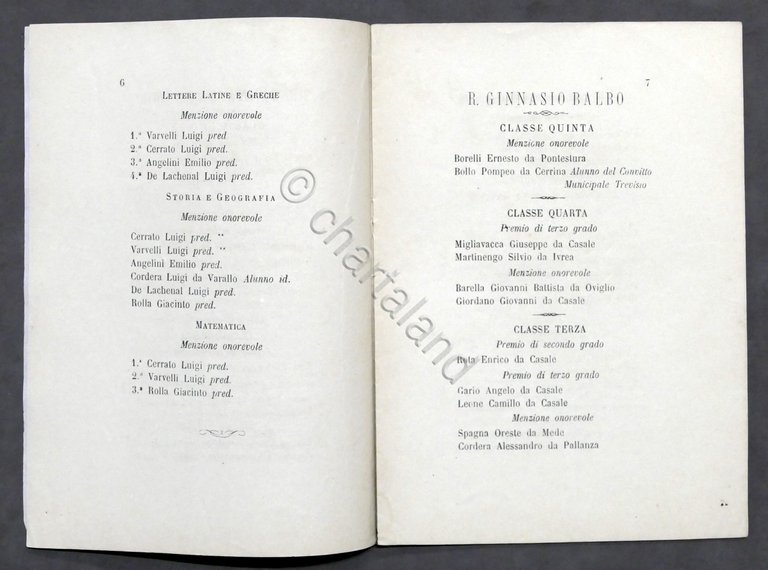 6
LETTERE LATINE E GRECHE
Menzione onorevole
1.ª Varvelli Luigi pred
2.ª Cerrato Luigi pred.
3.ª Angelini Emilio pred.
4.ª De Lachenal Luigi pred.
STORIA E GEOGRAFIA
Menzione onorevole
Cerrato Luigi pred. **
Varvelli Luigi pred. **
Angelini Emilio pred.
Cordera Luigi da Varallo Alunno id.
De Lachenal Luigi pred.
Rolla Giacinto pred.
MATEMATICA
Menzione onorevole
1.ª Cerrato Luigi pred.
2.ª Varvelli Luigi pred.
3.ª Rolla Giacinto pred.
7
R. GINNASIO BALBO
CLASSE QUINTA
Menzione onorevole
Borelli Ernesto da Pontestura
Bollo Pompeo da Cerrina Alunno del Convitto
Municipale Trevisio
CLASSE QUARTA
Premio di terzo grado
Migliavacca Giuseppe da Casale
Martinengo Silvio da Ivrea
Menzione onorevole
Barella Giovanni Battista da Oviglio
Giordano Giovanni da Casale
CLASSE TERZA
Premio di secondo grado
Rota Enrico da Casale
Premio di terzo grado
Gario Angelo da Casale
Leone Camillo da Casale
Menzione onorevole
Spagna Oreste da Mede
Cordera Alessandro da Pallanza
© chartaland